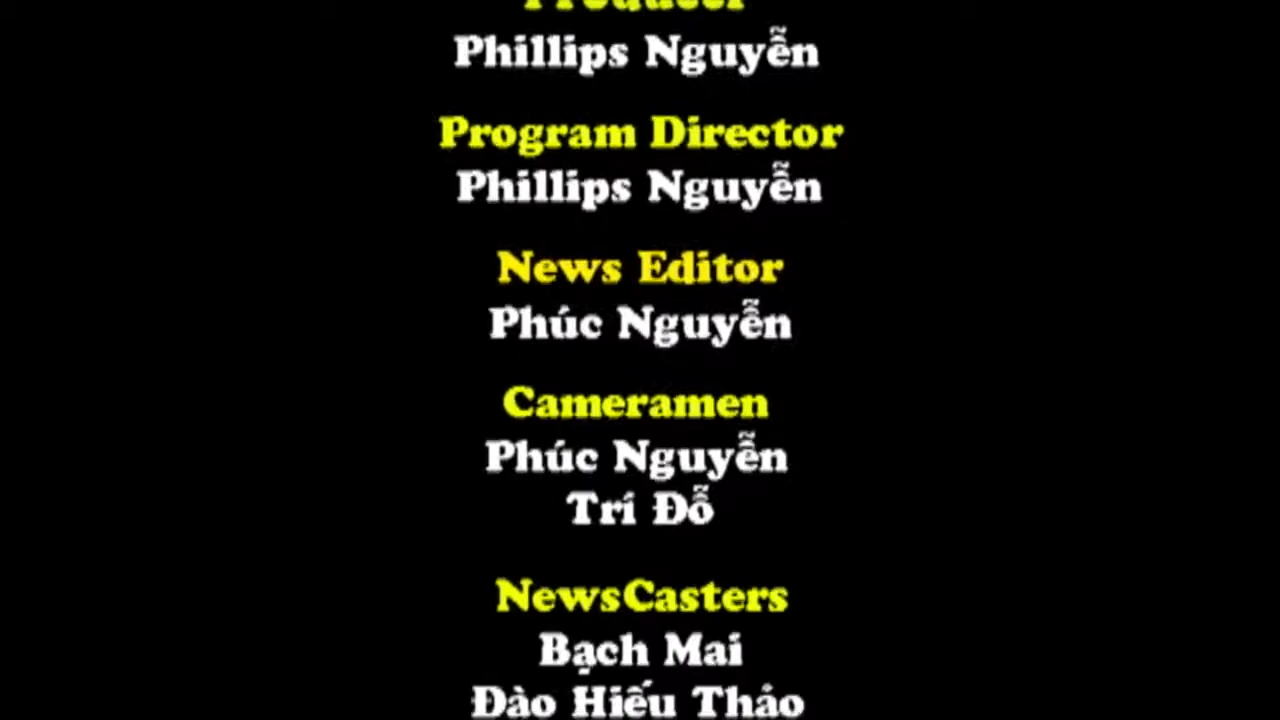 Producer
Phillips Nguyễn
Program Director
Phillips Nguyễn
News Editor
Phúc Nguyễn
Cameramen
Phúc Nguyễn
Trí Đỗ
NewsCasters
Bạch Mai
Đào Hiếu Thảo